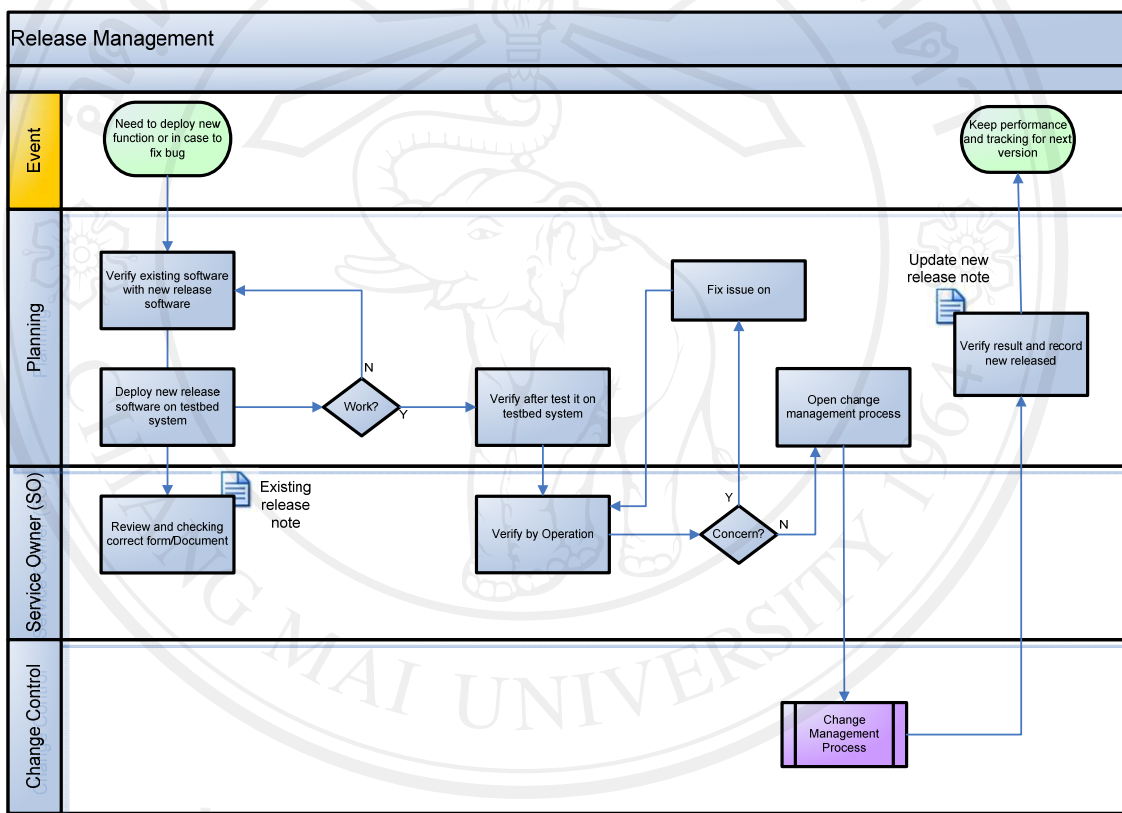 Release Management
Event
Need to deploy new
function or in case to
fix bug
Keep performance
and tracking for next
version
Planning
Verify existing software
with new release
software
Fix issue on
Update new
release note
Verify result and record
new released
Deploy new release
software on testbed
system
N
Work?
Y
Verify after test it on
testbed system
Open change
management process
Service Owner (SO)
Existing
release
note
Review and checking
correct form/Document
Verify by Operation
Y
Concern?
N
Change Control
Change
Management
Process
CHIANG MAI UNIVERSITY 1964